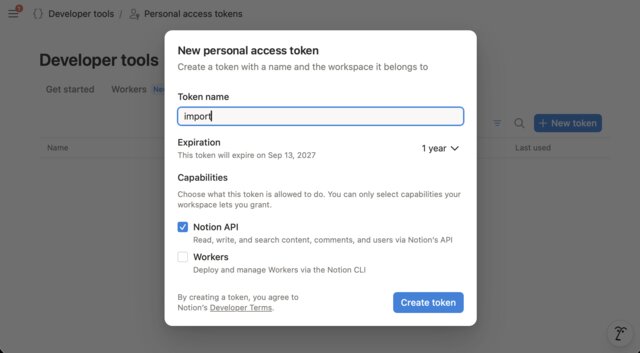 Developer tools / Personal access tokens
Developer tools
Get started Workers
+ New token
Name Last used
New personal access token
Create a token with a name and the workspace it belongs to
Token name
import
Expiration
This token will expire on Sep 13, 2027
1 year
Capabilities
Choose what this token is allowed to do. You can only select capabilities your
workspace lets you grant.
Notion API
Read, write, and search content, comments, and users via Notion's API
Workers
Deploy and manage Workers via the Notion CLI
By creating a token, you agree to
Notion's Developer Terms.
Create token